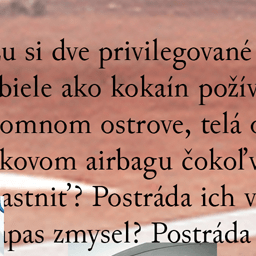 su si dve privilegované
biele ako kokaín požív
omnom ostrove, telá
kovom airbagu čokoľv
astniť? Postráda ich v
pas zmysel? Postráda